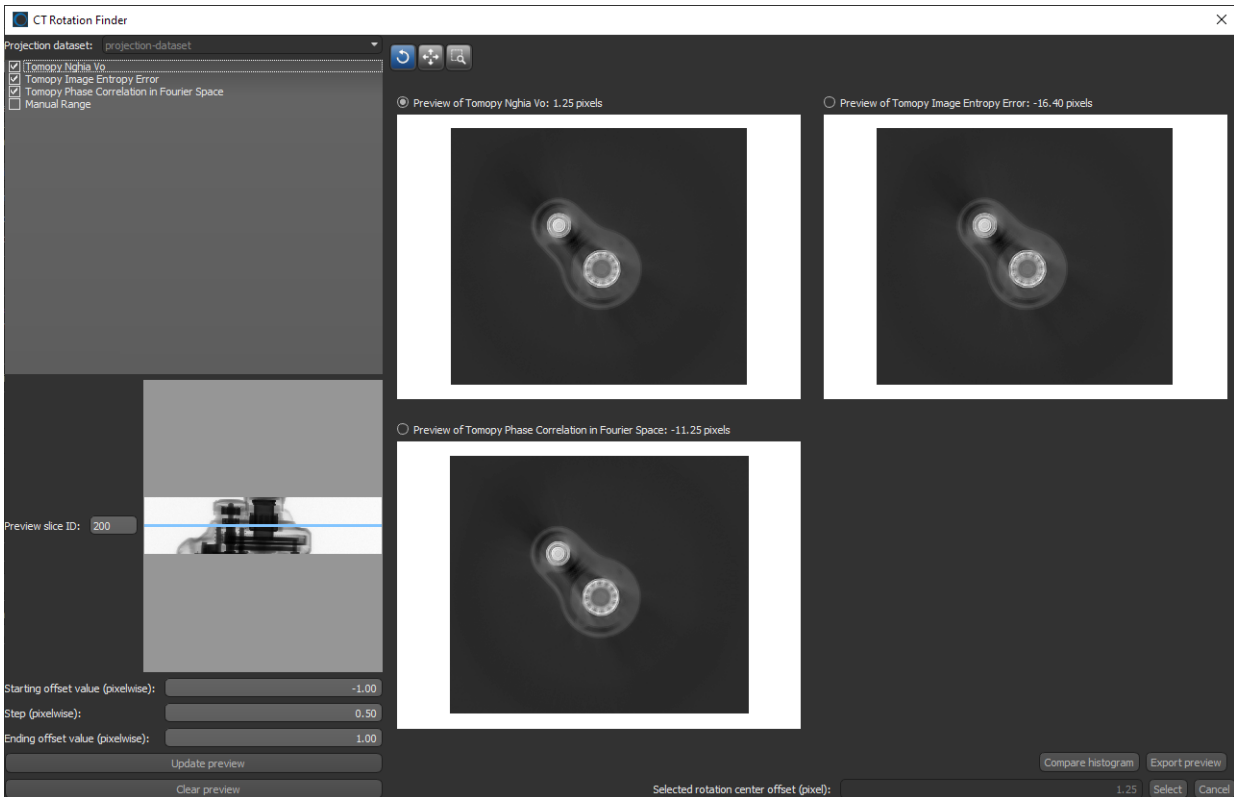 CT Rotation Finder
Projection dataset: projection-dataset
Tomopy Nghia Vo
Tomopy Image Entropy Error
Tomopy Phase Correlation in Fourier Space
Manual Range
Preview of Tomopy Nghia Vo: 1.25 pixels
Preview of Tomopy Image Entropy Error: -16.40 pixels
Preview of Tomopy Phase Correlation in Fourier Space: -11.25 pixels
Preview slice ID: 200
Starting offset value (pixelwise): -1.00
Step (pixelwise): 0.50
Ending offset value (pixelwise): 1.00
Update preview
Compare histogram Export preview
Clear preview
Selected rotation center offset (pixel): 1.25 Select Cancel